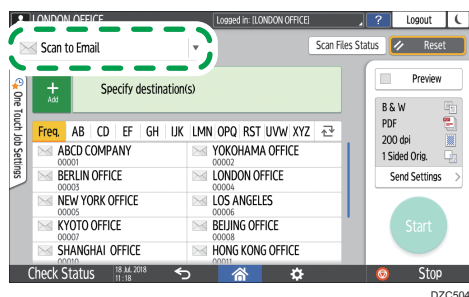 LONDON OFFICE
Logged in: [LONDON OFFICE]
?
Logout
Scan to Email
Scan Files Status
Reset
One Touch Job Settings
Add
Specify destination(s)
Preview
B & W
PDF
200 dpi
1 Sided Orig.
Send Settings
Freq. AB CD EF GH IJK LMN OPQ RST UVW XYZ
ABCD COMPANY
00001
YOKOHAMA OFFICE
00002
BERLIN OFFICE
00003
LONDON OFFICE
00004
NEW YORK OFFICE
00005
LOS ANGELES
00006
KYOTO OFFICE
00007
BEIJING OFFICE
00008
SHANGHAI OFFICE
00010
HONG KONG OFFICE
00011
Start
Check Status
18 Jul. 2018
11 : 18
Stop
DZC504